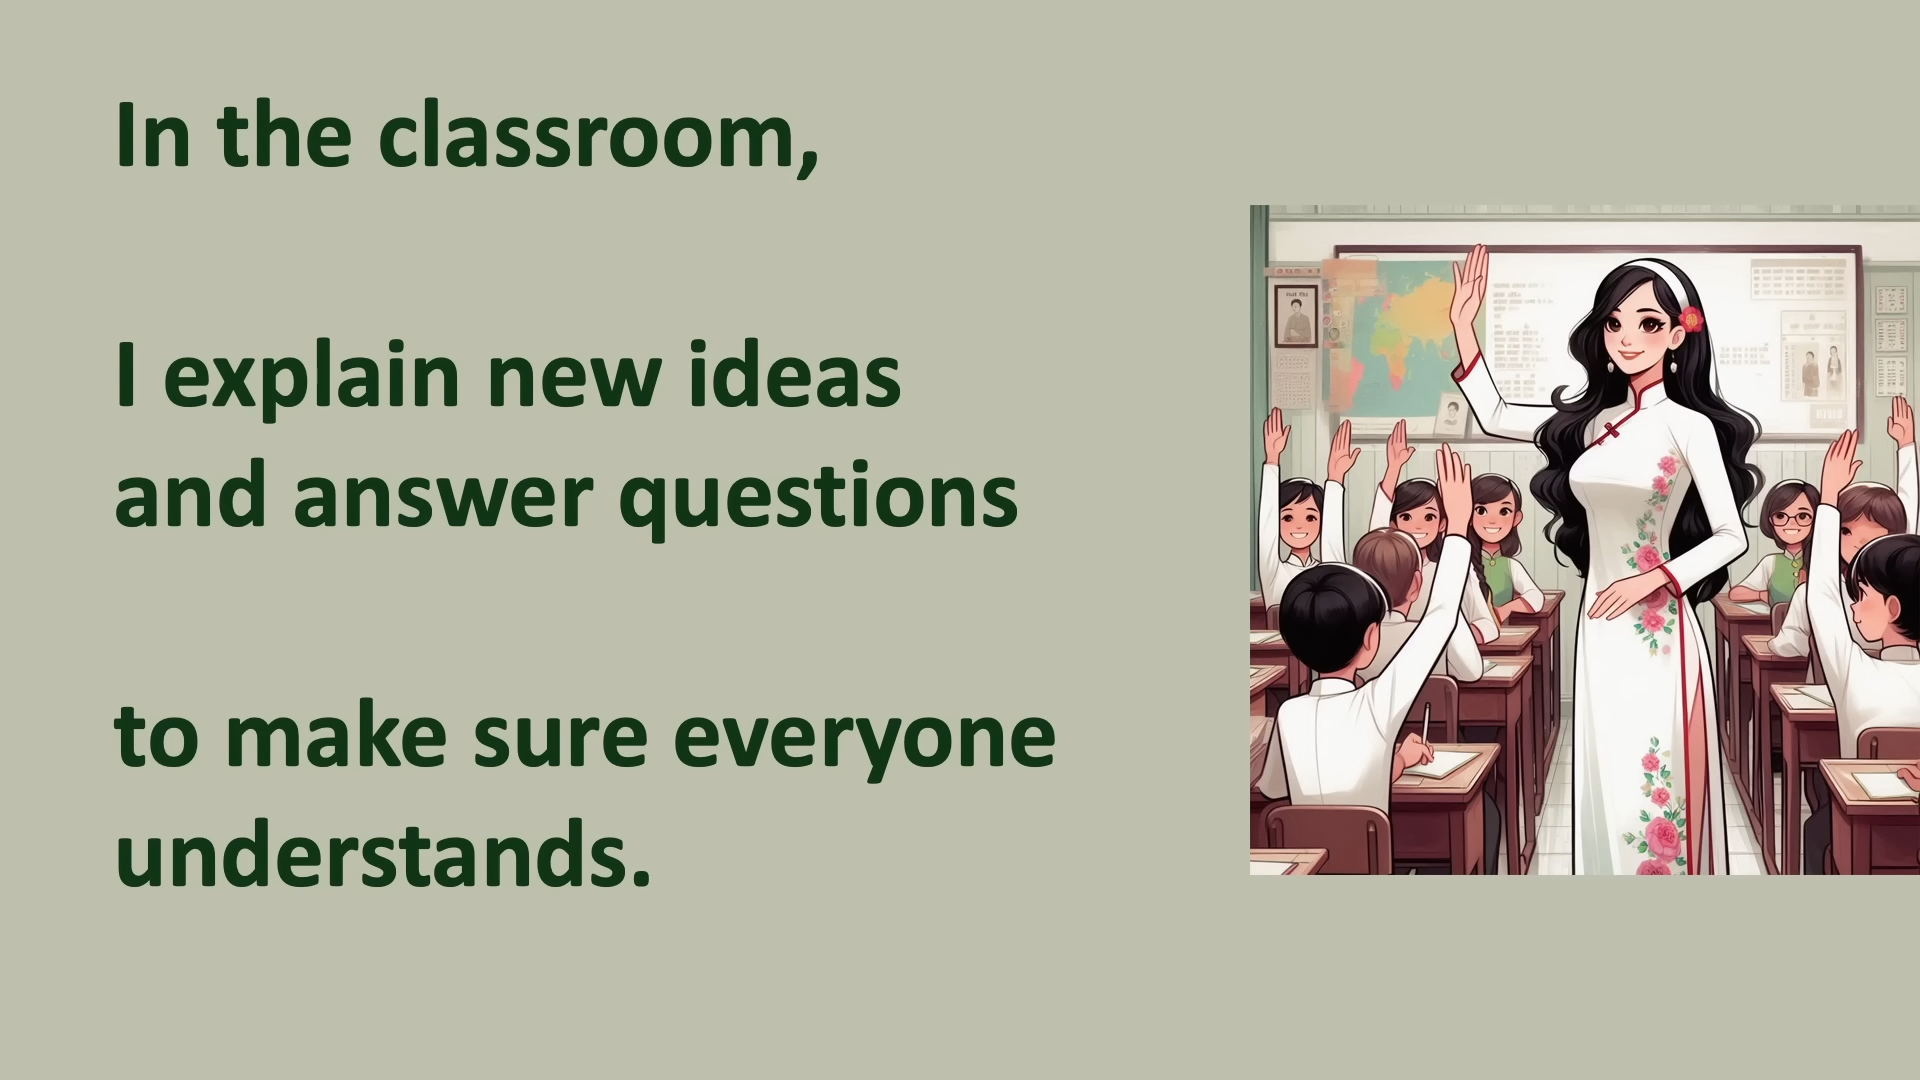 In the classroom,
I explain new ideas
and answer questions
to make sure everyone
understands.